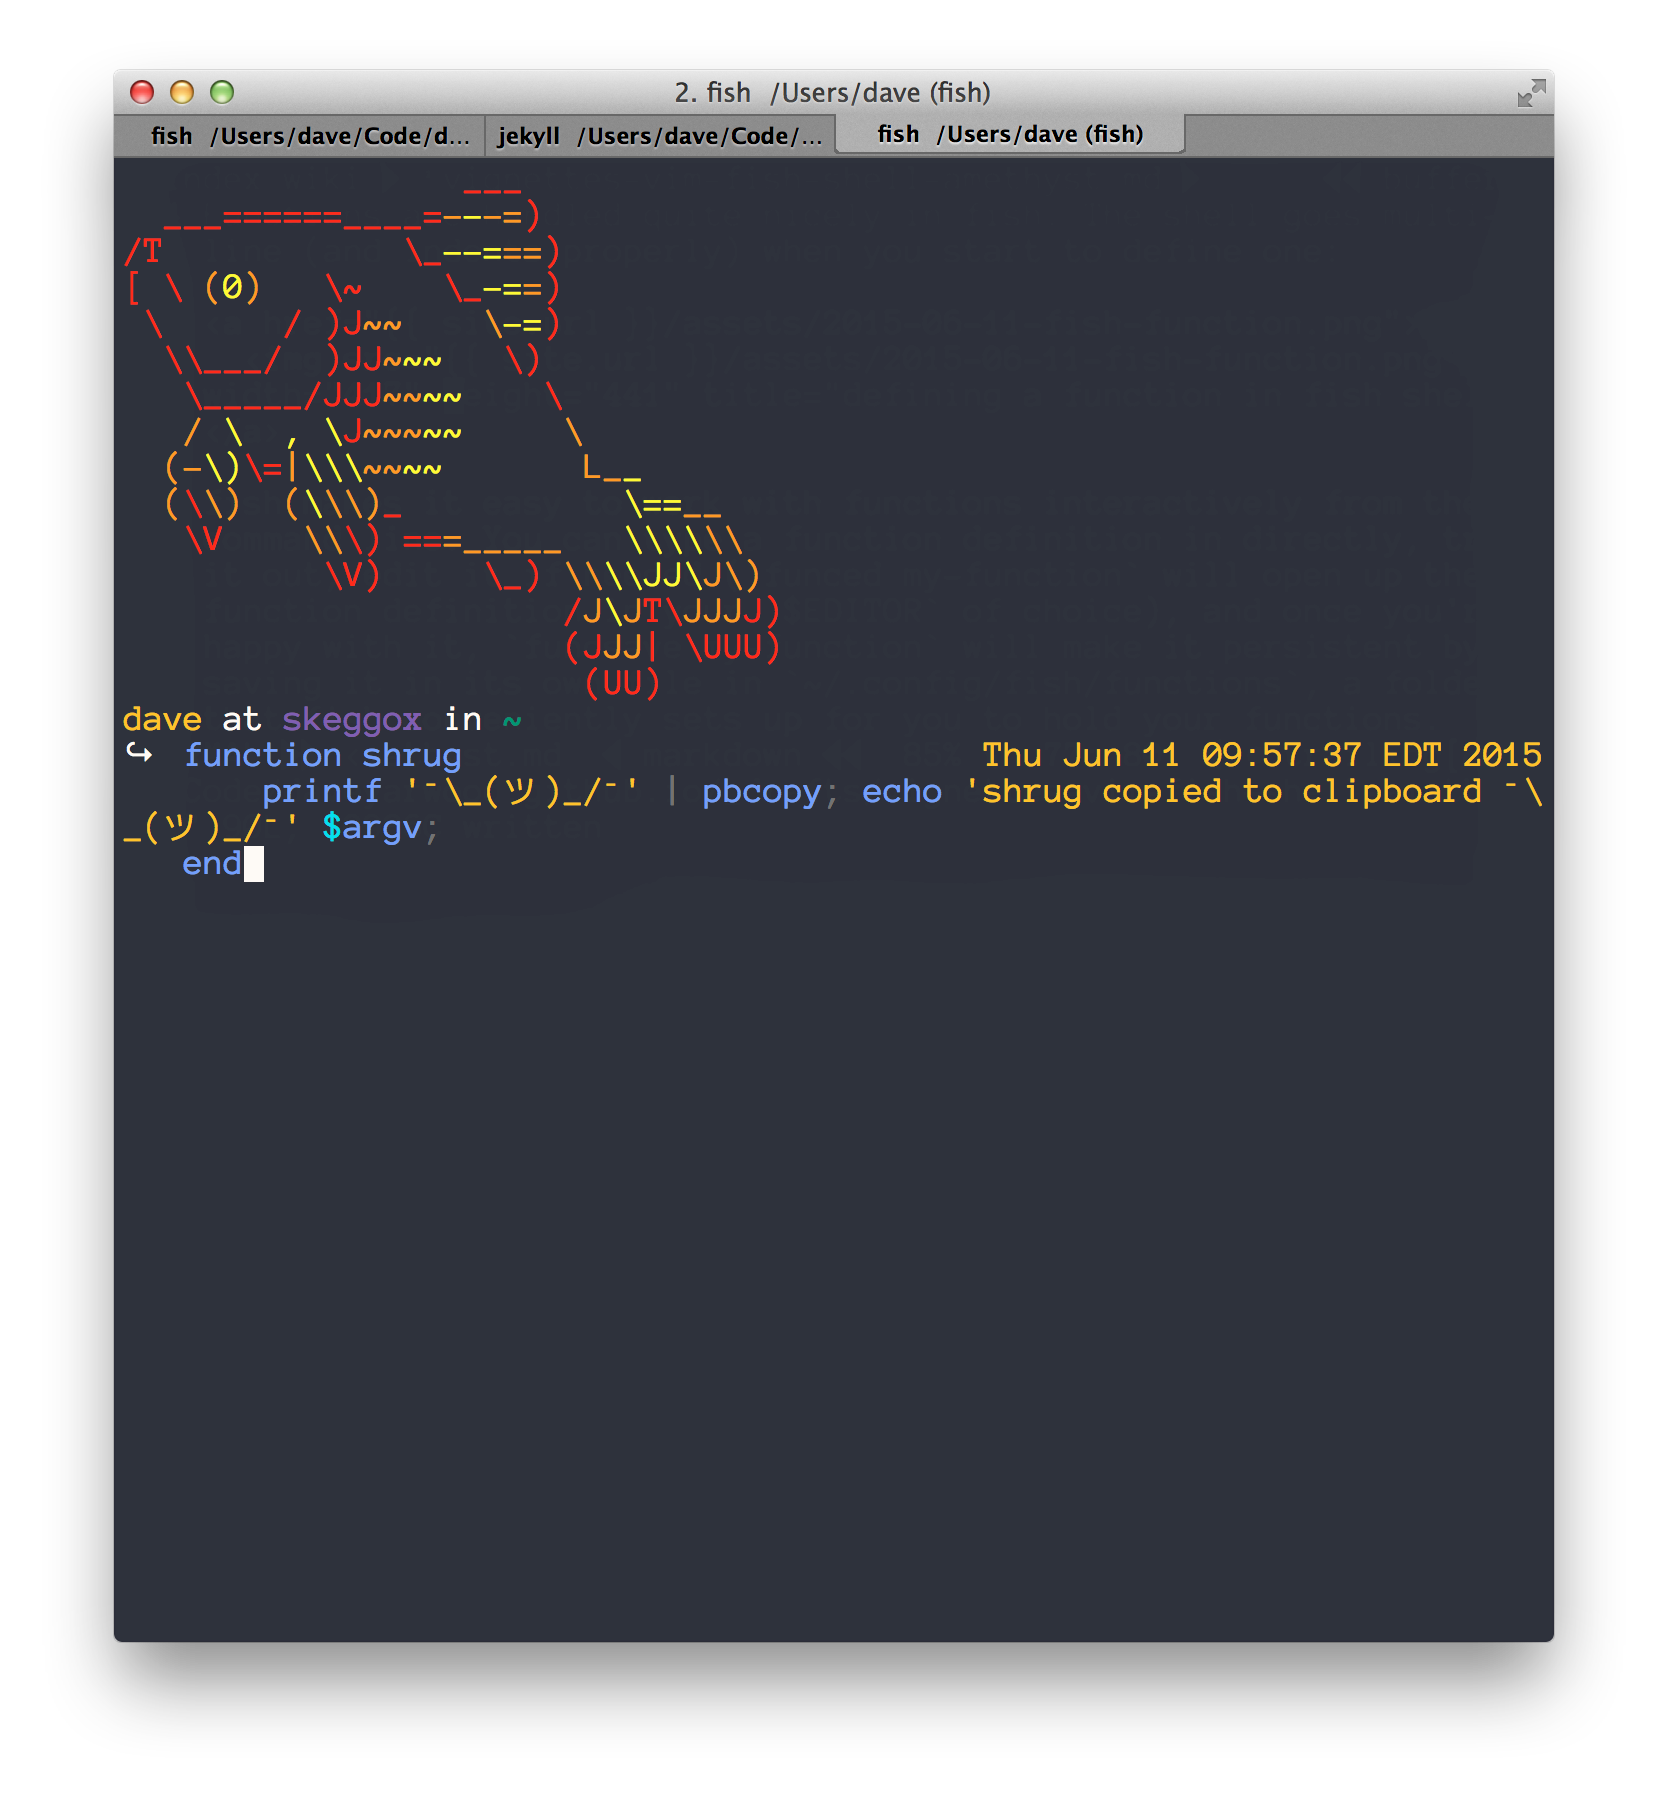 2. fish  /Users/dave (fish)
fish  /Users/dave/Code/d...
jekyll  /Users/dave/Code/...
fish  /Users/dave (fish)
                 ___
  ___======____=---=)
/T            \_--===)
[ \ (0)   \~    \_-==)
 \      / )J~~    \-=)
  \\___/  )JJ~~~   \)
   \_____/JJJ~~~~    \
   / \  , \J~~~~~     \
  (-\)\=|\\\~~~~       L__
  (\\)  (\\\)_           \==__
   \V    \\\) ===_____   \\\\\\
          \V)     \_) \\\\JJ\J\)
                      /J\JT\JJJJ)
                      (JJJ| \UUU)
                       (UU)
dave at skeggox in ~
↪ function shrug Thu Jun 11 09:57:37 EDT 2015
       printf '¯\_(ツ)_/¯' | pbcopy; echo 'shrug copied to clipboard ¯\
_(ツ)_/¯' $argv;
   end